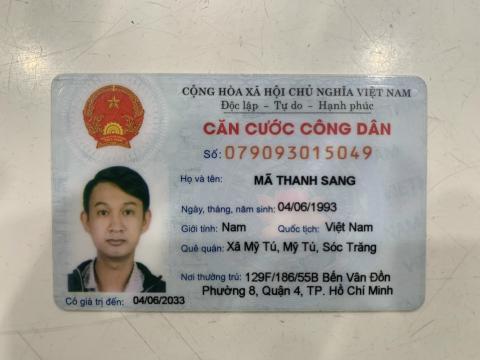 CỘNG HÒA XÃ HỘI CHỦ NGHĨA VIỆT NAM
Độc lập - Tự do - Hạnh phúc
CĂN CƯỚC CÔNG DÂN
Số: 079093015049
Họ và tên: MÃ THANH SANG
Ngày, tháng, năm sinh: 04/06/1993
Giới tính: Nam Quốc tịch: Việt Nam
Quê quán: Xã Mỹ Tú, Mỹ Tú, Sóc Trăng
Nơi thường trú: 129F/186/55B Bến Vân Đồn
Phường 8, Quận 4, TP. Hồ Chí Minh
Có giá trị đến: 04/06/2033